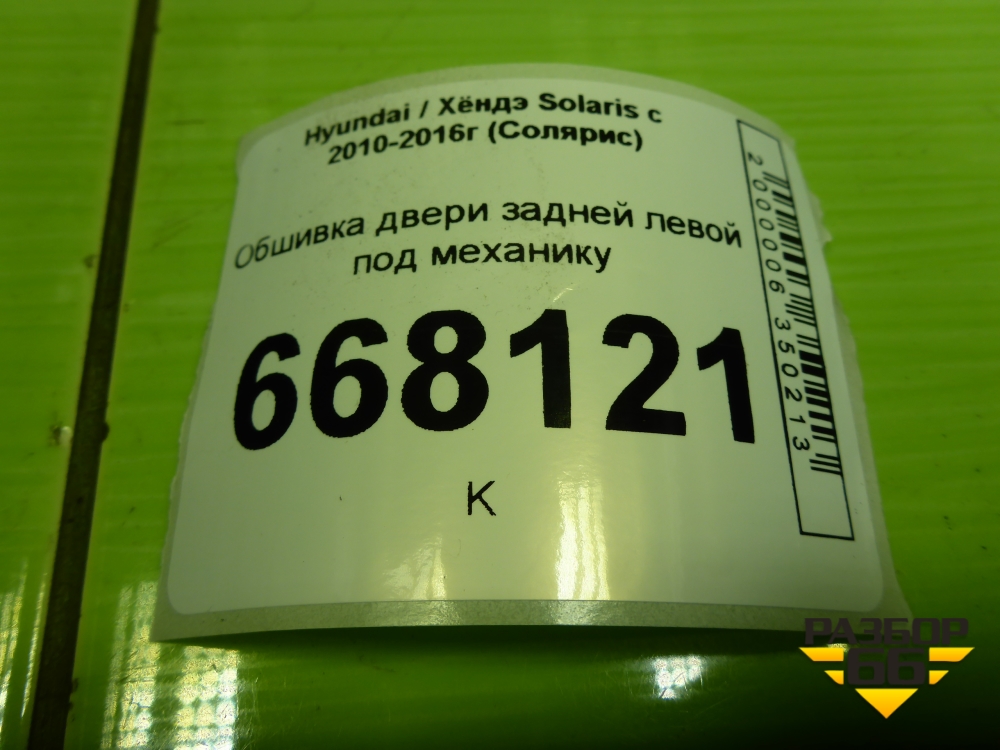 Hyundai / Хёндэ Solaris с
2010-2016г (Солярис)
Обшивка двери задней левой
под механику
668121
К
2000006350213
РАЗБОР
66